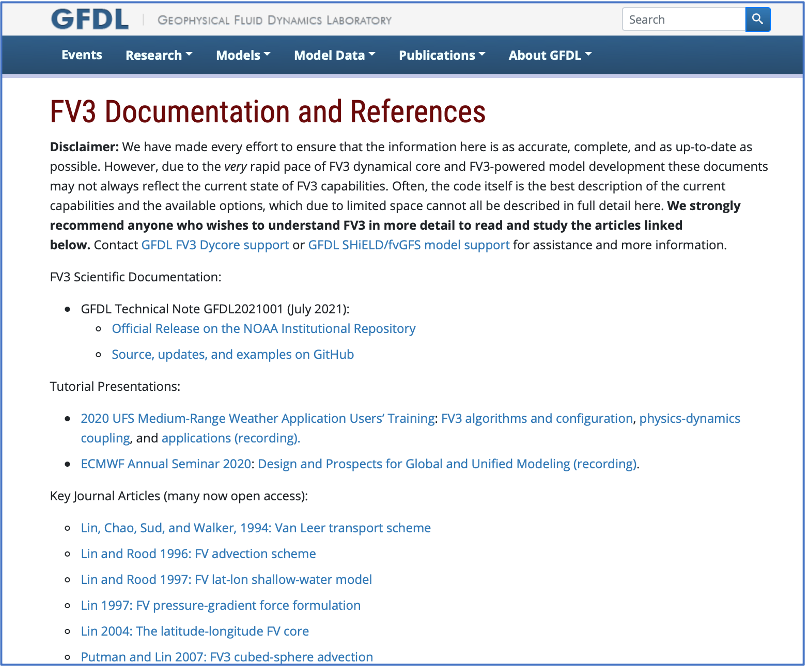 GFDL | GEOPHYSICAL FLUID DYNAMICS LABORATORY
Search
Events Research Models Model Data Publications About GFDL
FV3 Documentation and References
Disclaimer: We have made every effort to ensure that the information here is as accurate, complete, and as up-to-date as
possible. However, due to the very rapid pace of FV3 dynamical core and FV3-powered model development these documents
may not always reflect the current state of FV3 capabilities. Often, the code itself is the best description of the current
capabilities and the available options, which due to limited space cannot all be described in full detail here. We strongly
recommend anyone who wishes to understand FV3 in more detail to read and study the articles linked
below. Contact GFDL FV3 Dycore support or GFDL SHiELD/fvGFS model support for assistance and more information.
FV3 Scientific Documentation:
• GFDL Technical Note GFDL2021001 (July 2021):
◦ Official Release on the NOAA Institutional Repository
◦ Source, updates, and examples on GitHub
Tutorial Presentations:
• 2020 UFS Medium-Range Weather Application Users’ Training: FV3 algorithms and configuration, physics-dynamics
coupling, and applications (recording).
• ECMWF Annual Seminar 2020: Design and Prospects for Global and Unified Modeling (recording).
Key Journal Articles (many now open access):
◦ Lin, Chao, Sud, and Walker, 1994: Van Leer transport scheme
◦ Lin and Rood 1996: FV advection scheme
◦ Lin and Rood 1997: FV lat-lon shallow-water model
◦ Lin 1997: FV pressure-gradient force formulation
◦ Lin 2004: The latitude-longitude FV core
◦ Putman and Lin 2007: FV3 cubed-sphere advection